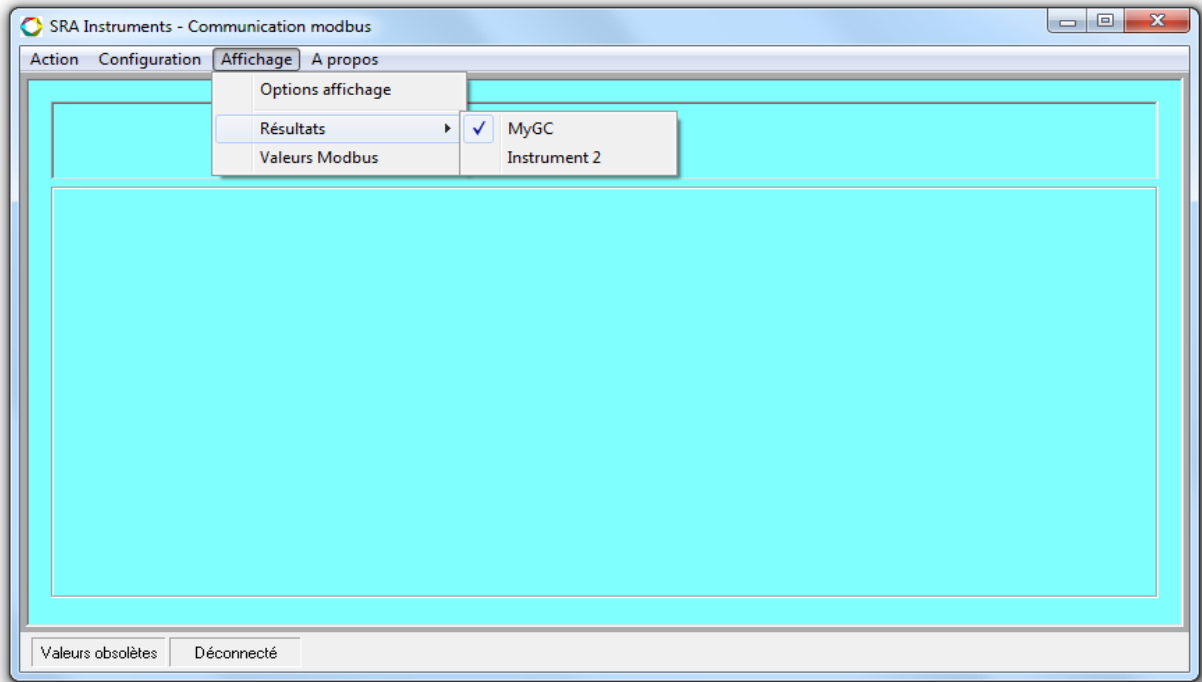 SRA Instruments - Communication modbus
Action Configuration Affichage A propos
Options affichage
Résultats
MyGC
Valeurs Modbus
Instrument 2
Valeurs obsolètes Déconnecté